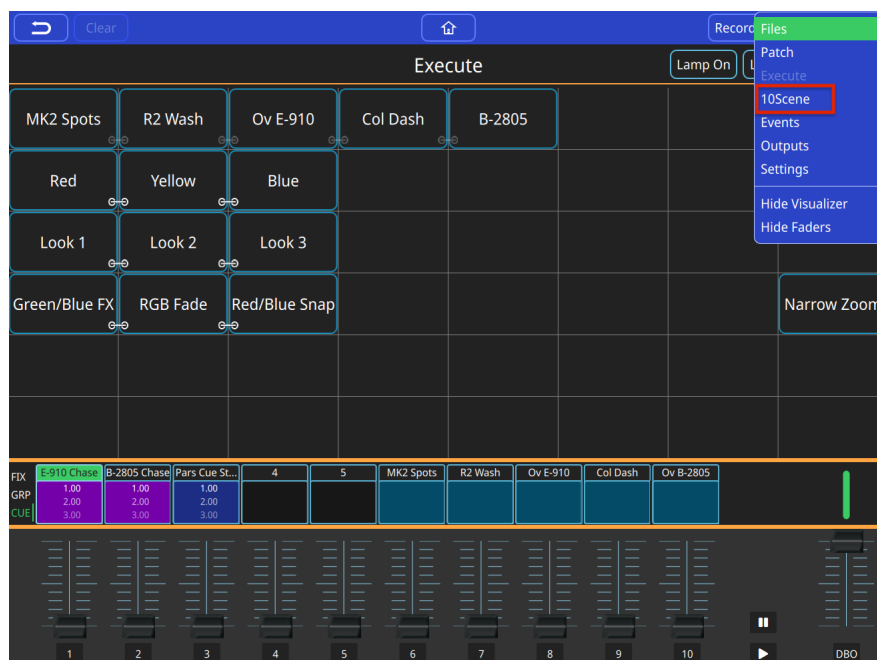 Clear
Record
Execute
Lamp On
Files
Patch
Execute
10Scene
Events
Outputs
Settings
Hide Visualizer
Hide Faders
MK2 Spots R2 Wash Ov E-910 Col Dash B-2805
Red Yellow Blue
Look 1 Look 2 Look 3
Green/Blue FX RGB Fade Red/Blue Snap Narrow Zoom
FIX E-910 Chase B-2805 Chase Pars Cue St... 4 5 MK2 Spots R2 Wash Ov E-910 Col Dash Ov B-2805
GRP 1.00 1.00 1.00
2.00 2.00 2.00
CUE 3.00 3.00 3.00
1 2 3 4 5 6 7 8 9 10 DBO